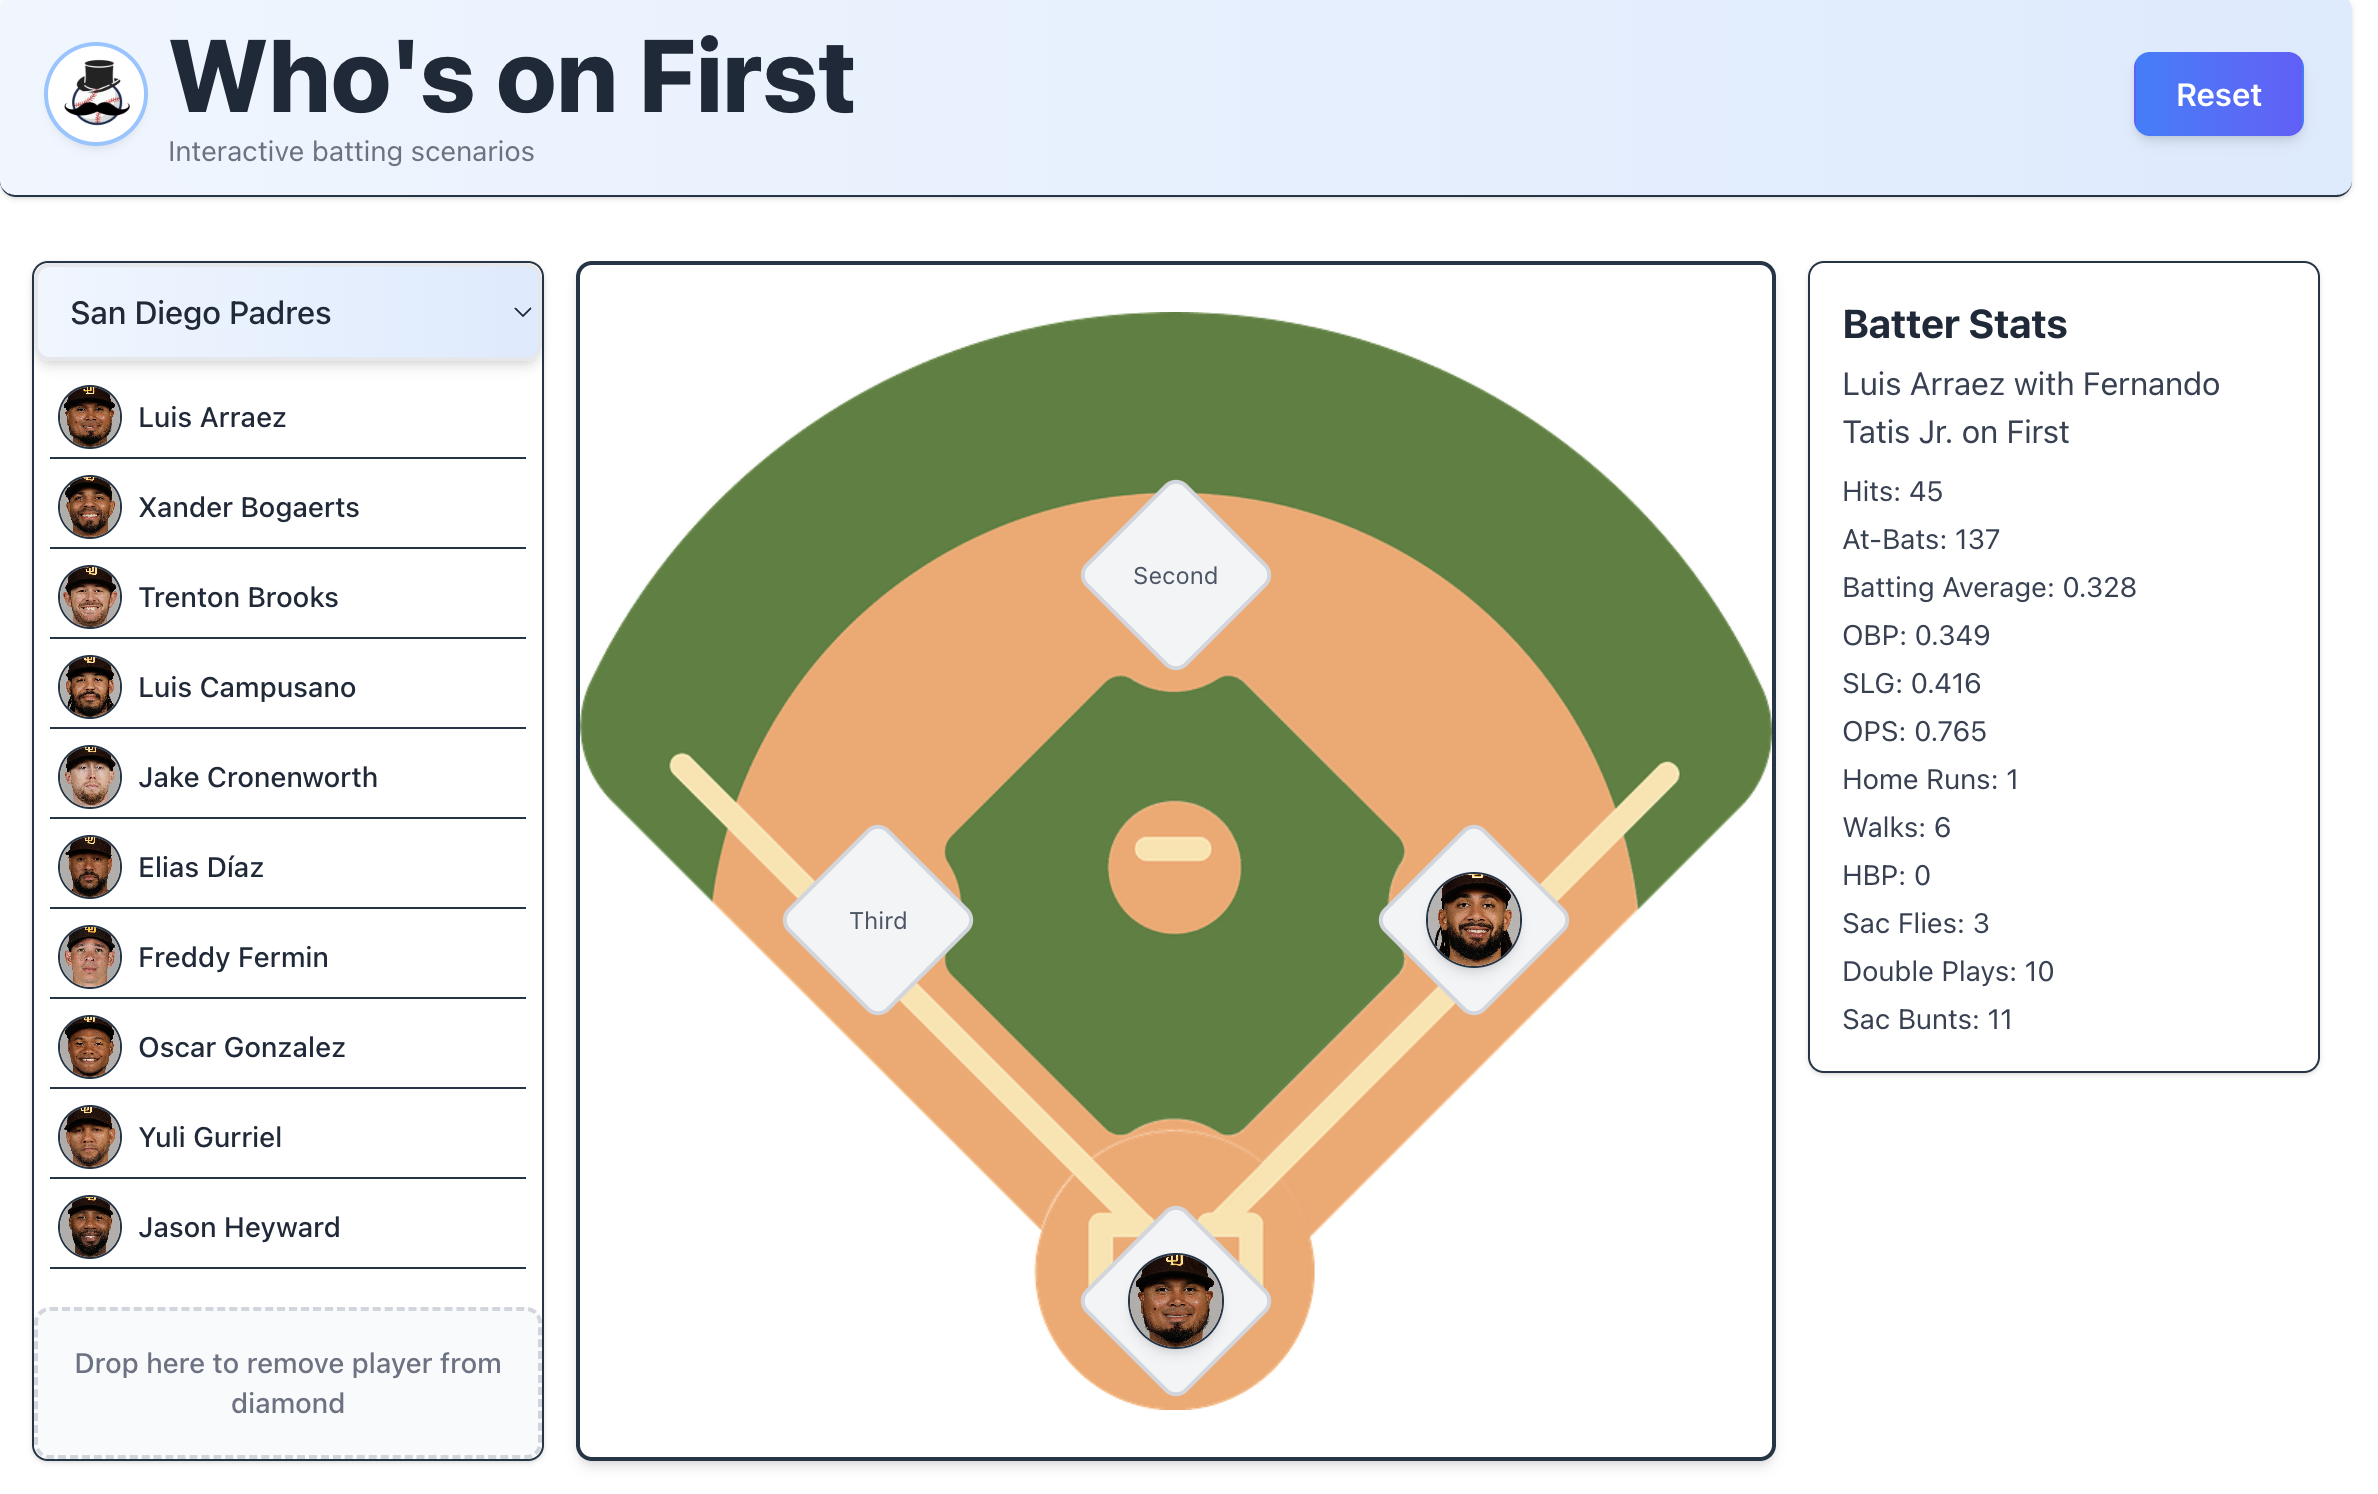 Who's on First
Interactive batting scenarios
Reset
San Diego Padres
Luis Arraez
Xander Bogaerts
Trenton Brooks
Luis Campusano
Jake Cronenworth
Elias Díaz
Freddy Fermin
Oscar Gonzalez
Yuli Gurriel
Jason Heyward
Drop here to remove player from
diamond
Second
Third
Batter Stats
Luis Arraez with Fernando
Tatis Jr. on First
Hits: 45
At-Bats: 137
Batting Average: 0.328
OBP: 0.349
SLG: 0.416
OPS: 0.765
Home Runs: 1
Walks: 6
HBP: 0
Sac Flies: 3
Double Plays: 10
Sac Bunts: 11